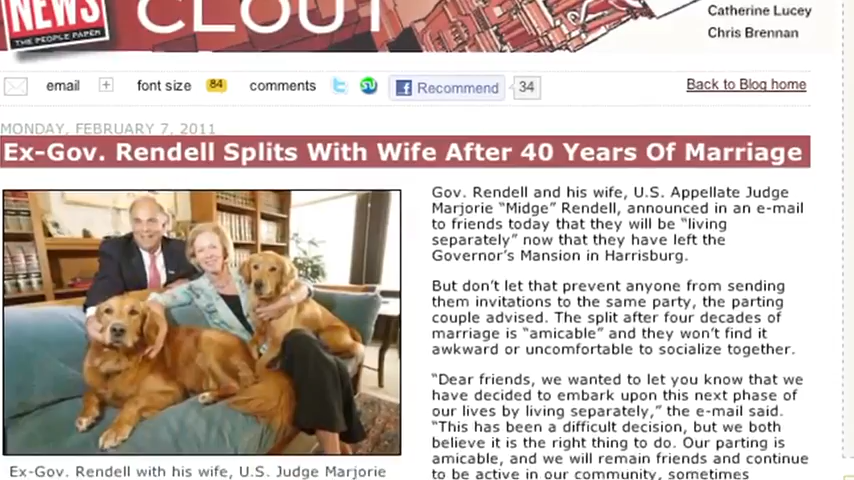 NEWS
THE PEOPLE PAPER
CLOUT
Catherine Lucey
Chris Brennan
email
font size
84
comments
Recommend
34
Back to Blog home
MONDAY, FEBRUARY 7, 2011
Ex-Gov. Rendell Splits With Wife After 40 Years Of Marriage
Gov. Rendell and his wife, U.S. Appellate Judge
Marjorie “Midge” Rendell, announced in an e-mail
to friends today that they will be “living
separately” now that they have left the
Governor’s Mansion in Harrisburg.
But don’t let that prevent anyone from sending
them invitations to the same party, the parting
couple advised. The split after four decades of
marriage is “amicable” and they won’t find it
awkward or uncomfortable to socialize together.
“Dear friends, we wanted to let you know that we
have decided to embark upon this next phase of
our lives by living separately,” the e-mail said.
“This has been a difficult decision, but we both
believe it is the right thing to do. Our parting is
amicable, and we will remain friends and continue
to be active in our community, sometimes
Ex-Gov. Rendell with his wife, U.S. Judge Marjorie